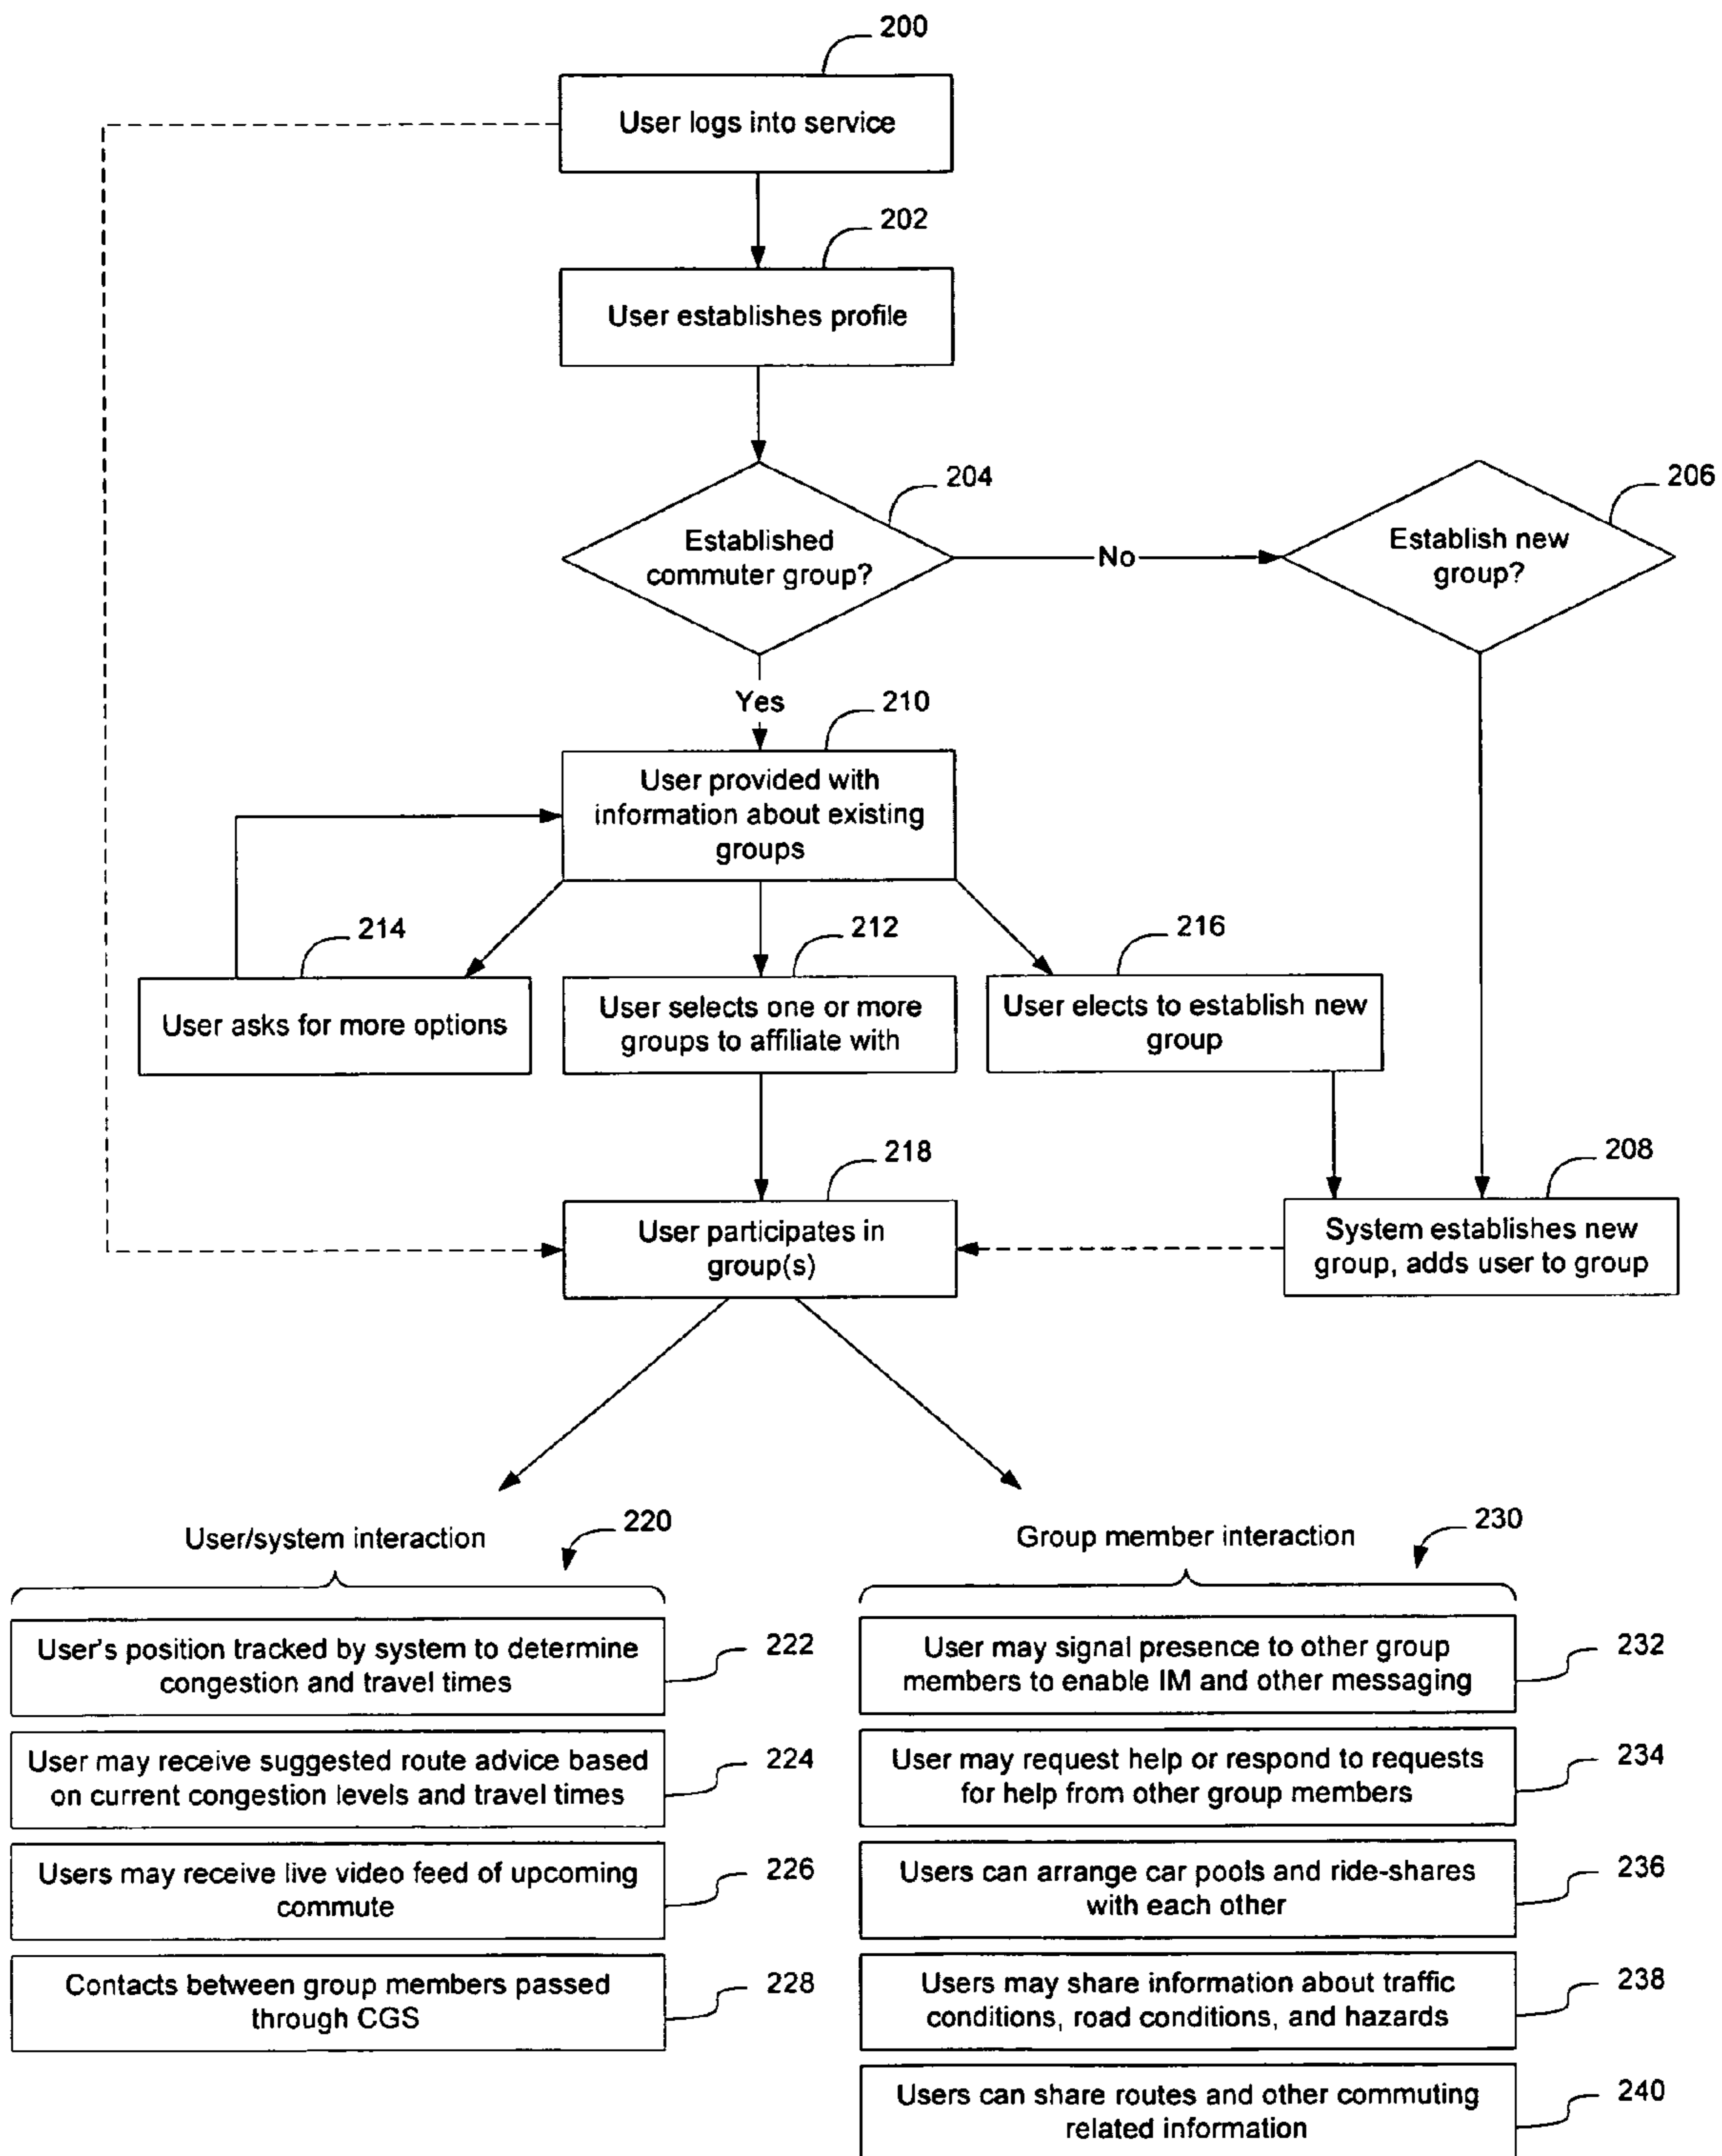 200
User logs into service
202
User establishes profile
204
Established
commuter group?
No
206
Establish new
group?
Yes
210
User provided with
information about existing
groups
214
User asks for more options
212
User selects one or more
groups to affiliate with
216
User elects to establish new
group
218
User participates in
group(s)
208
System establishes new
group, adds user to group
User/system interaction
220
User's position tracked by system to determine
congestion and travel times
222
User may receive suggested route advice based
on current congestion levels and travel times
224
Users may receive live video feed of upcoming
commute
226
Contacts between group members passed
through CGS
228
Group member interaction
230
User may signal presence to other group
members to enable IM and other messaging
232
User may request help or respond to requests
for help from other group members
234
Users can arrange car pools and ride-shares
with each other
236
Users may share information about traffic
conditions, road conditions, and hazards
238
Users can share routes and other commuting
related information
240